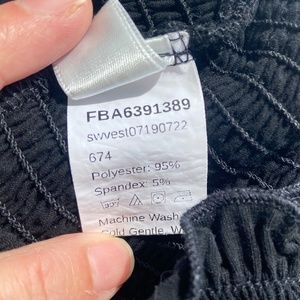 FBA6391389
swvest07190722
674
Polyester: 95%
Spandex: 5%
Machine Wash
Cold Gentle, W